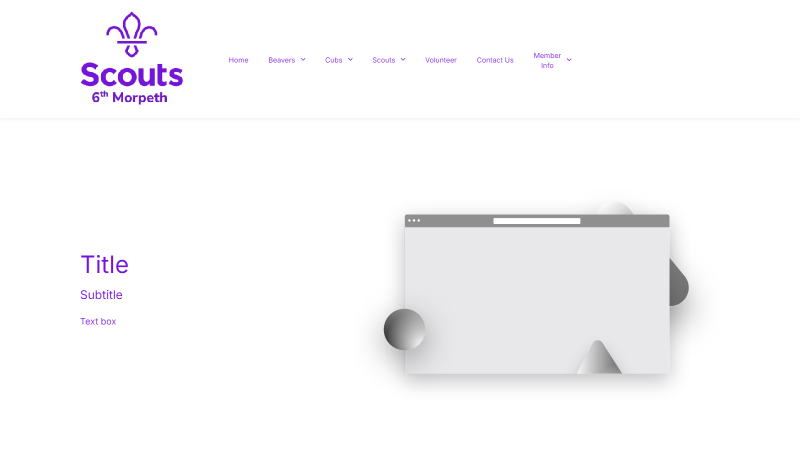 Scouts
6th Morpeth
Home
Beavers
Cubs
Scouts
Volunteer
Contact Us
Member
Info
Title
Subtitle
Text box